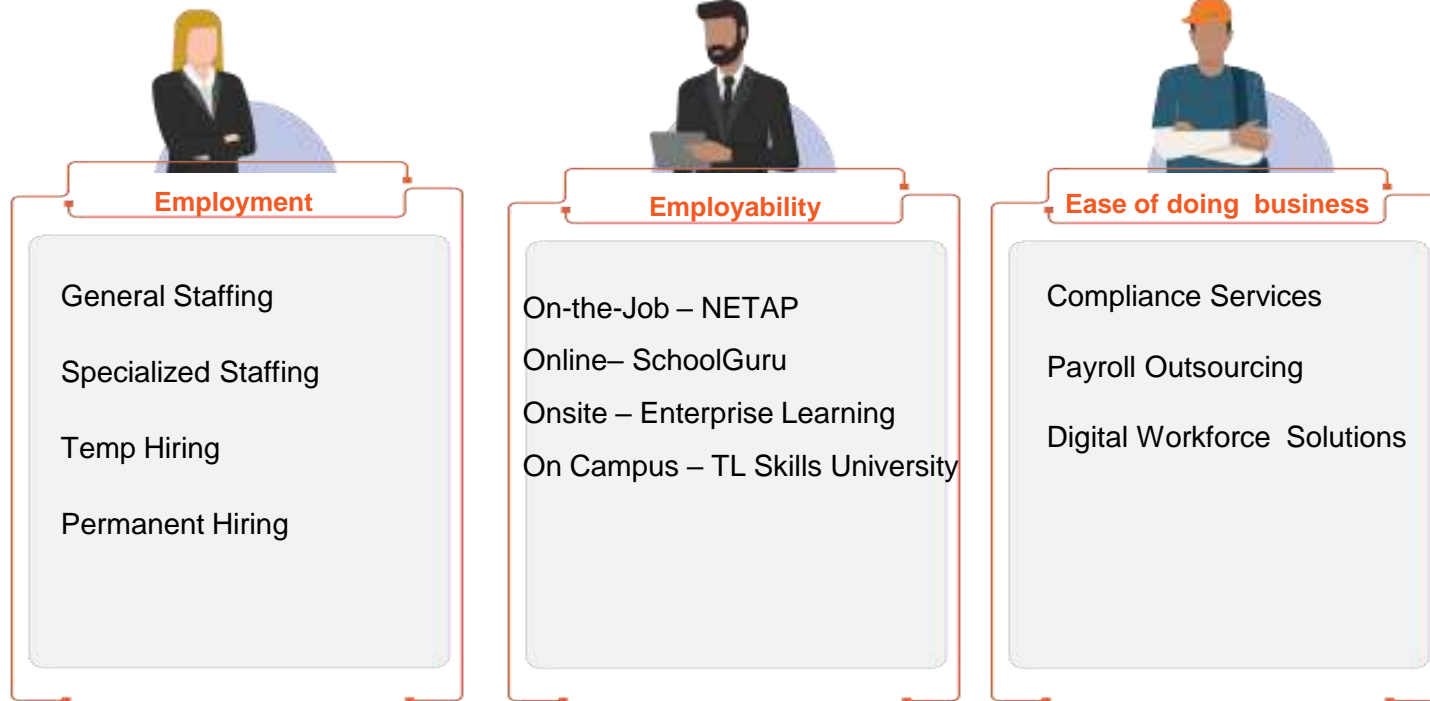 Employment
General Staffing
Specialized Staffing
Temp Hiring
Permanent Hiring
Employability
On-the-Job – NETAP
Online– SchoolGuru
Onsite – Enterprise Learning
On Campus – TL Skills University
Ease of doing  business
Compliance Services
Payroll Outsourcing
Digital Workforce  Solutions